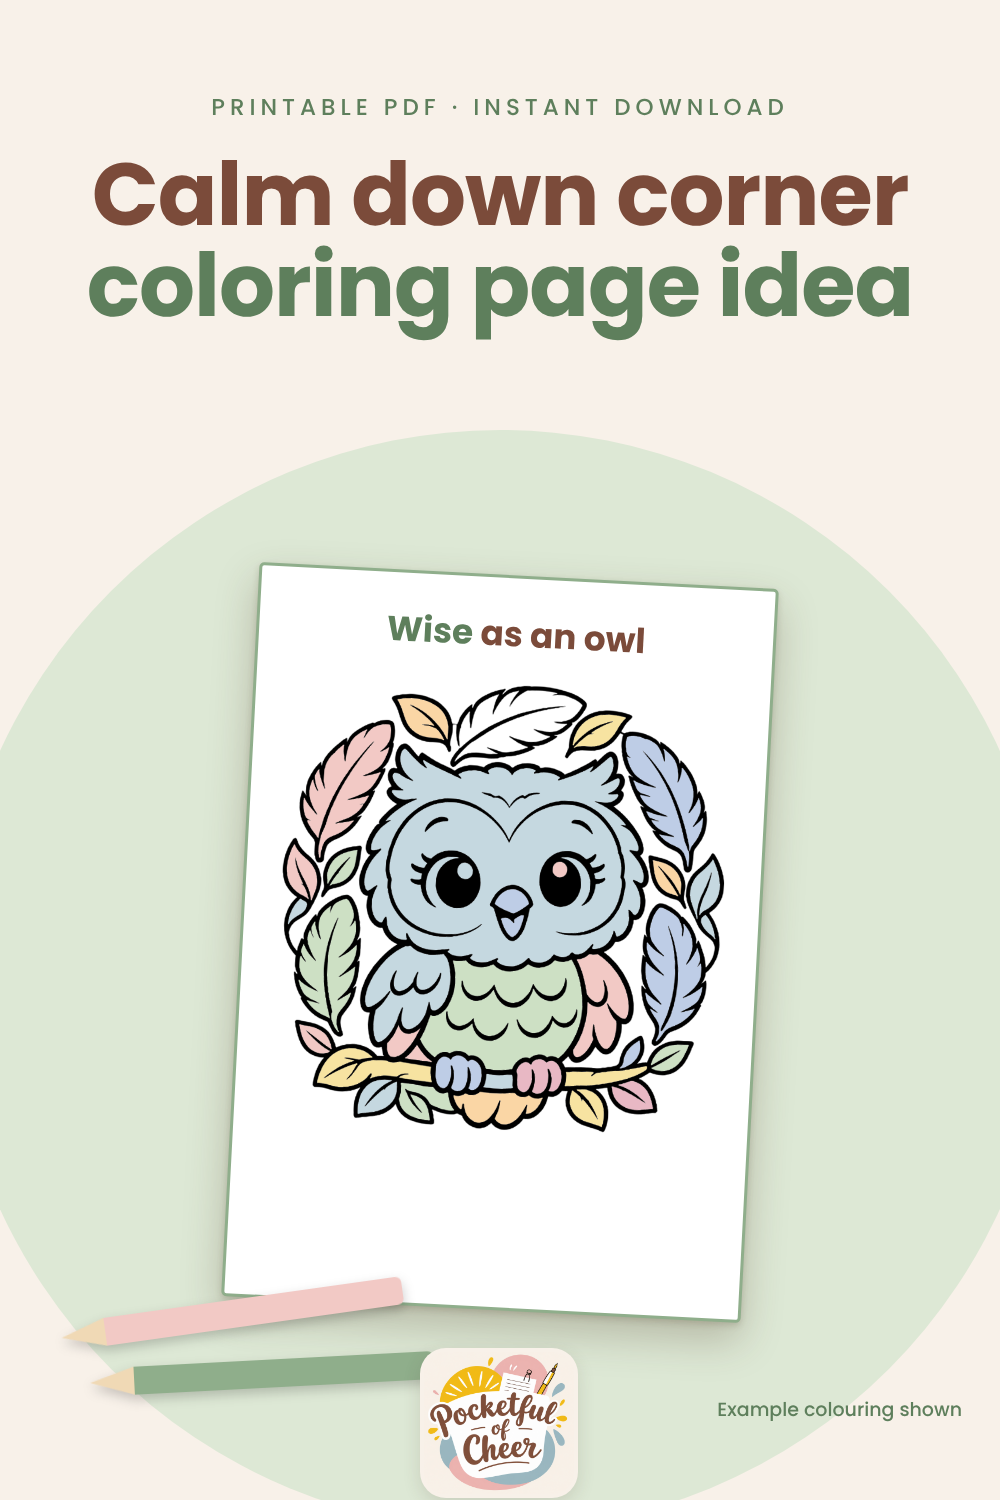 PRINTABLE PDF · INSTANT DOWNLOAD
Calm down corner
coloring page idea
Wise as an owl
Pocketful
of
Cheer
Example colouring shown